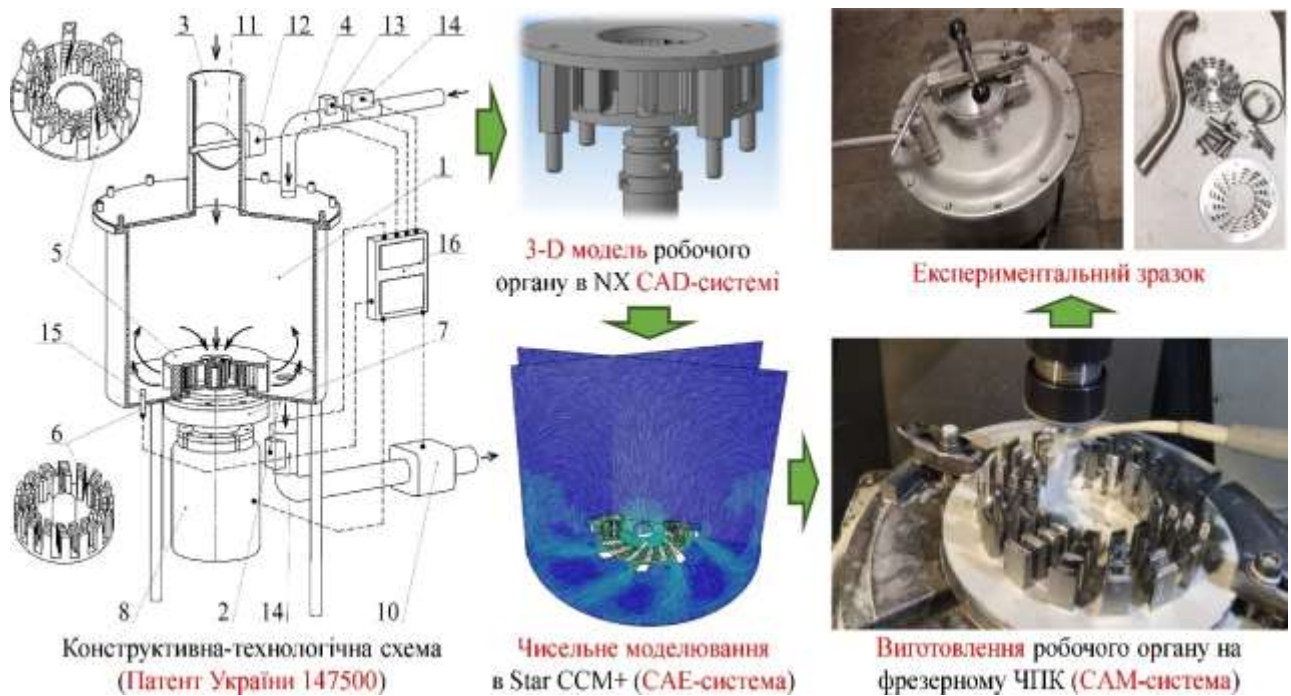 3
11
12
4
13
14
1
5
16
15
7
6
8
2
14
10
Конструктивна-технологічна схема
(Патент України 147500)
3-D модель робочого
органу в NX CAD-системі
Чисельне моделювання
в Star CCM+ (CAE-система)
Експериментальний зразок
Виготовлення робочого органу на
фрезерному ЧПК (CAM-система)